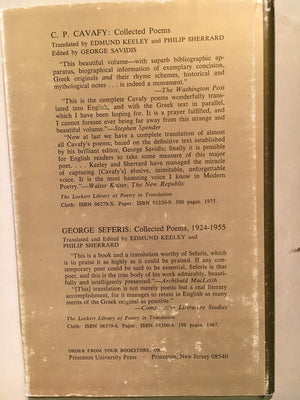 C. P. CAVAFY: Collected Poems
Translated by EDMUND KEELEY and PHILIP SHERRARD
Edited by GEORGE SAVIDIS
"This beautiful volume—with superb bibliographic ap-
paratus, biographical information of exemplary concision,
Greek originals and their rhyme schemes, historical and
mythological notes . . . is indeed a monument."
—The Washington Post
"This is the complete Cavafy poems wonderfully trans-
lated into English, and with the Greek text in parallel,
which I have been hoping for. It is a prayer fulfilled, and
I cannot foresee ever being far away from this strange and
beautiful volume."—Stephen Spender
"Now at last we have a complete translation of almost
all Cavafy's poems; based on the definitive text established
by his brilliant editor, George Savidis; finally it is possible
for English readers to take some measure of this major
poet. . . . Keeley and Sherrard have managed the miracle
of capturing [Cavafy's] elusive, inimitable, unforgettable
voice. It is the most haunting voice I know in Modern
Poetry."—Walter Kaiser, The New Republic
The Lockert Library of Poetry in Translation
Cloth: ISBN 06279-X. Paper: ISBN 01320-9. 500 pages. 1975.
GEORGE SEFERIS: Collected Poems, 1924-1955
Translated and Edited by EDMUND KEELEY and
PHILIP SHERRARD
"This is a book and a translation worthy of Seferis, which
is to praise it as highly as it could be praised. If any con-
temporary poet could be said to be essential, Seferis is that
poet, and this is the true body of his work admirably, beauti-
fully and intelligently presented."—Archibald MacLeish
"[This] translation is not merely poetic but a real literary
accomplishment, for it manages to retain in English as many
merits of the Greek original as possible."
—Comparative Literature Studies
The Lockert Library of Poetry in Translation
Cloth: ISBN 06370-6. Paper: ISBN 01300-4. 198 pages. 1967.
ORDER FROM YOUR BOOKSTORE, OR
Princeton University Press · Princeton, New Jersey 08540